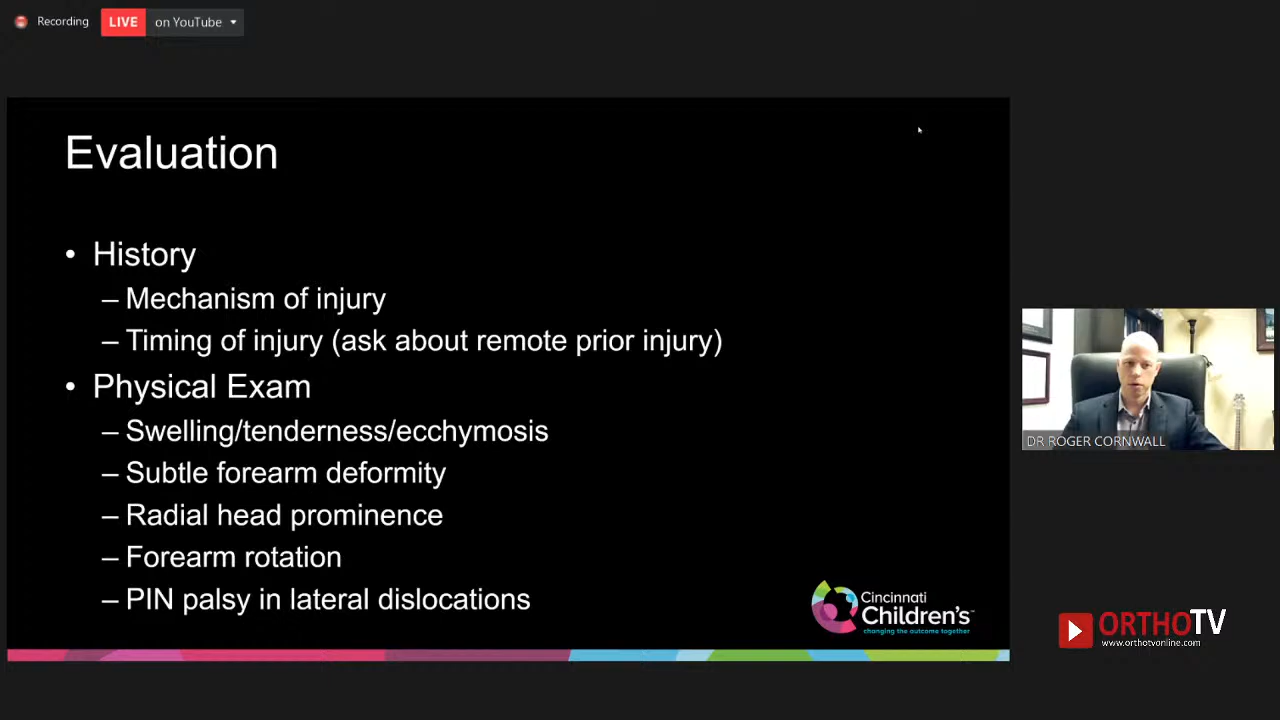 Recording
LIVE on YouTube
Evaluation
• History
– Mechanism of injury
– Timing of injury (ask about remote prior injury)
• Physical Exam
– Swelling/tenderness/ecchymosis
– Subtle forearm deformity
– Radial head prominence
– Forearm rotation
– PIN palsy in lateral dislocations
Cincinnati
Children's™
changing the outcome together
DR ROGER CORNWALL
ORTHOTV
www.orthotvonline.com